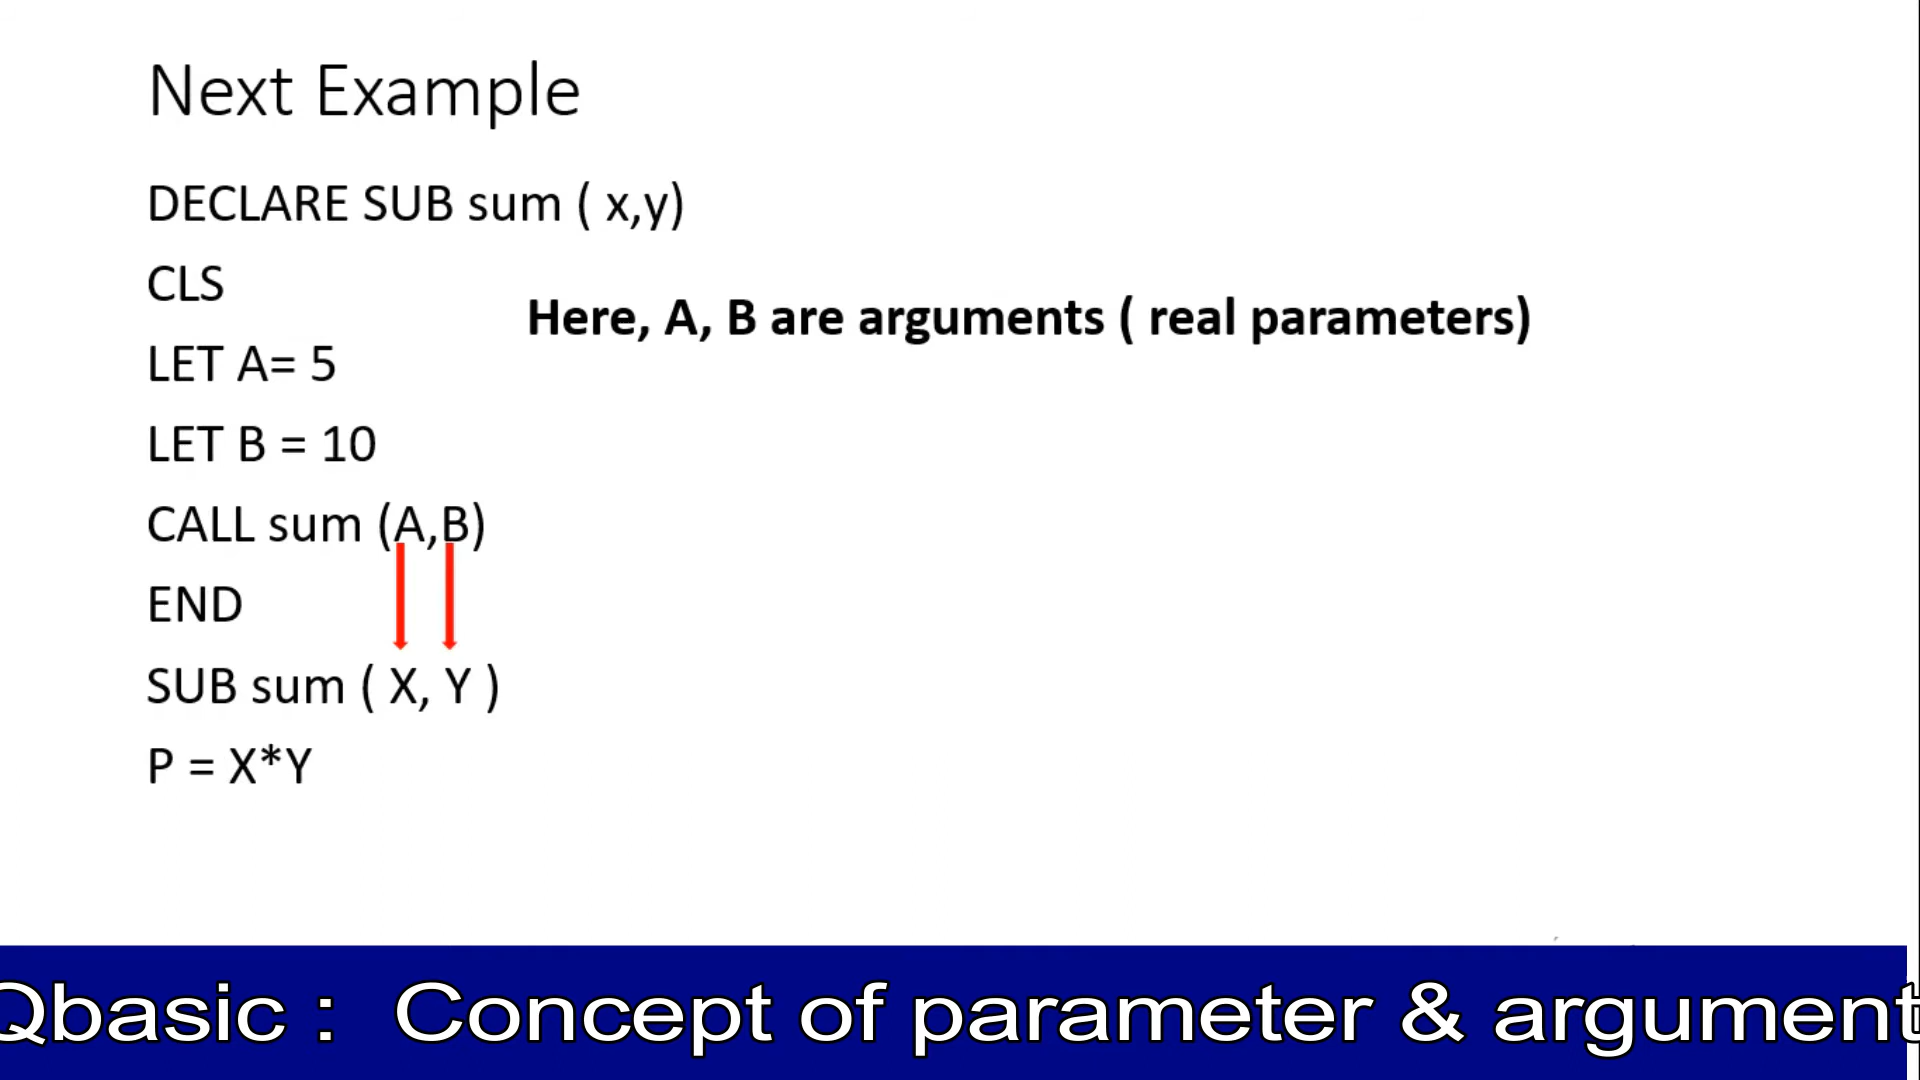 Next Example
DECLARE SUB sum ( x,y)
CLS
Here, A, B are arguments ( real parameters)
LET A= 5
LET B = 10
CALL sum (A,B)
END
SUB sum ( X, Y )
P = X*Y
Qbasic : Concept of parameter & argument